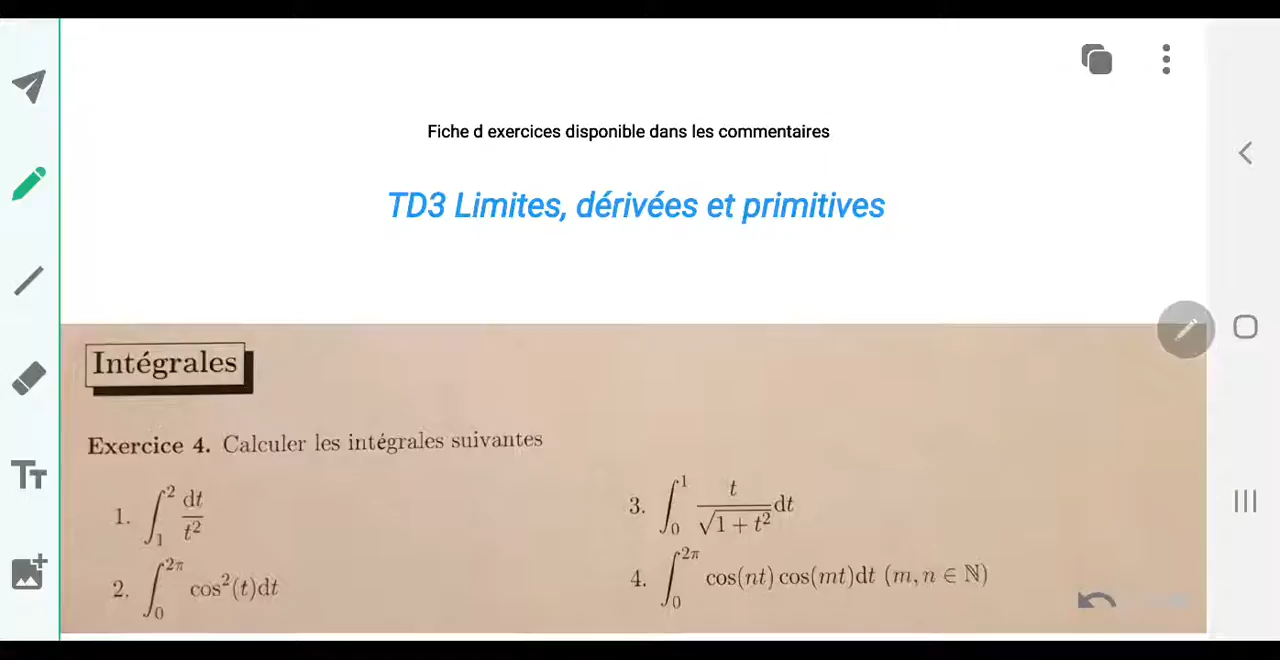 Fiche d exercices disponible dans les commentaires
TD3 Limites, dérivées et primitives
Intégrales
Exercice 4. Calculer les intégrales suivantes
1. ∫₁² dt/t²
2. ∫₀^{2π} cos²(t)dt
3. ∫₀¹ t/√(1 + t²) dt
4. ∫₀^{2π} cos(nt) cos(mt)dt (m, n ∈ ℕ)
TT